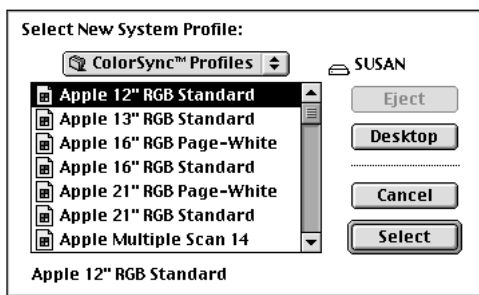 Select New System Profile:
ColorSync™ Profiles
SUSAN
Apple 12" RGB Standard
Apple 13" RGB Standard
Apple 16" RGB Page-White
Apple 16" RGB Standard
Apple 21" RGB Page-White
Apple 21" RGB Standard
Apple Multiple Scan 14
Eject
Desktop
Cancel
Select
Apple 12" RGB Standard